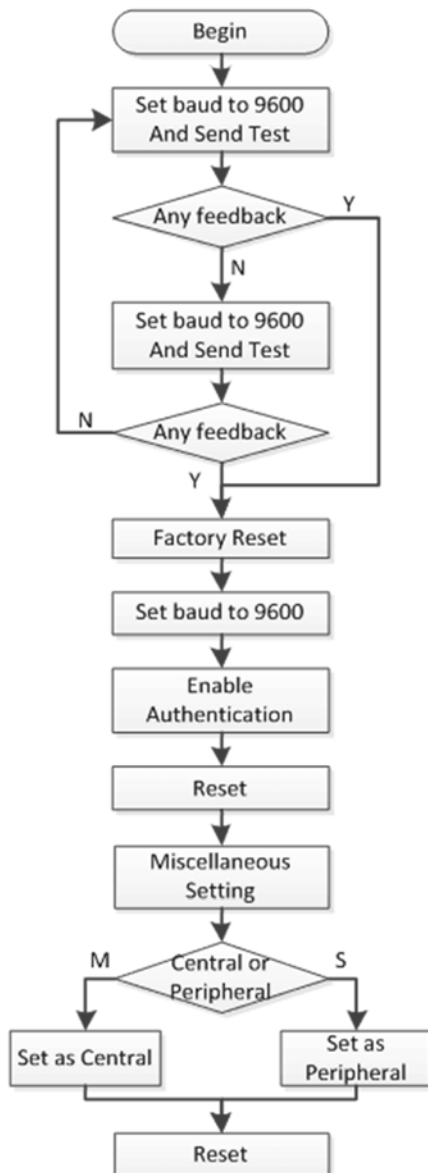 Begin
Set baud to 9600
And Send Test
Any feedback
Y
N
Set baud to 9600
And Send Test
N
Any feedback
Y
Factory Reset
Set baud to 9600
Enable
Authentication
Reset
Miscellaneous
Setting
M
Central or
Peripheral
S
Set as Central
Set as
Peripheral
Reset